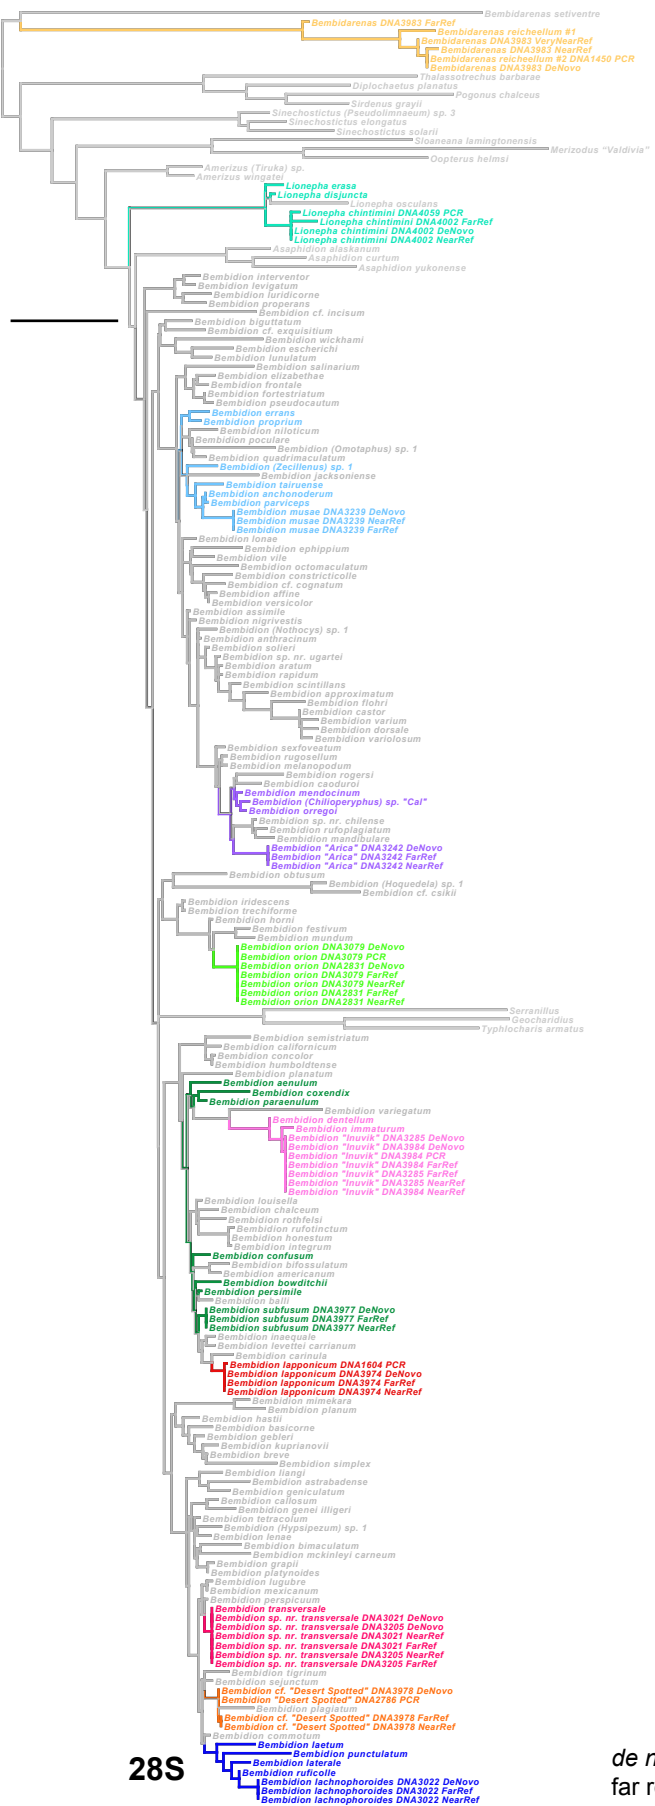 Bembidarenas setiventre
Bembidarenas DNA3983 FarRef
Bembidarenas reicheellum #1
Bembidarenas DNA3983 VeryNearRef
Bembidarenas DNA3983 NearRef
Bembidarenas reicheellum #2 DNA1450 PCR
Bembidarenas DNA3983 DeNovo
Thalassotrechus barbarae
Diplochaetus planatus
Pogonus chalceus
Sirdenus grayii
Sinechostictus (Pseudolimnaeum) sp. 3
Sinechostictus elongatus
Sinechostictus solarii
Sloaneana lamingtonensis
Merizodus "Valdivia"
Oopterus helmsi
Amerizus (Tiruka) sp.
Amerizus wingatei
Lionepha erasa
Lionepha disjuncta
Lionepha osculans
Lionepha chintimini DNA4059 PCR
Lionepha chintimini DNA4002 FarRef
Lionepha chintimini DNA4002 DeNovo
Lionepha chintimini DNA4002 NearRef
Asaphidion alaskanum
Asaphidion curtum
Asaphidion yukonense
Bembidion interventor
Bembidion levigatum
Bembidion luridicorne
Bembidion properans
Bembidion cf. incisum
Bembidion biguttatum
Bembidion cf. exquisitium
Bembidion wickhami
Bembidion escherichi
Bembidion lunulatum
Bembidion salinarium
Bembidion elizabethae
Bembidion frontale
Bembidion fortestriatum
Bembidion pseudocautum
Bembidion errans
Bembidion proprium
Bembidion niloticum
Bembidion poculare
Bembidion (Omotaphus) sp. 1
Bembidion quadrimaculatum
Bembidion (Zecillenus) sp. 1
Bembidion jacksoniense
Bembidion tairuense
Bembidion anchonoderum
Bembidion parviceps
Bembidion musae DNA3239 DeNovo
Bembidion musae DNA3239 NearRef
Bembidion musae DNA3239 FarRef
Bembidion lonae
Bembidion ephippium
Bembidion vile
Bembidion octomaculatum
Bembidion constricticolle
Bembidion cf. cognatum
Bembidion affine
Bembidion versicolor
Bembidion assimile
Bembidion nigrivestis
Bembidion (Nothocys) sp. 1
Bembidion anthracinum
Bembidion solieri
Bembidion sp. nr. ugartei
Bembidion aratum
Bembidion rapidum
Bembidion scintillans
Bembidion approximatum
Bembidion flohri
Bembidion castor
Bembidion varium
Bembidion dorsale
Bembidion variolosum
Bembidion sexfoveatum
Bembidion rugosellum
Bembidion melanopodum
Bembidion rogersi
Bembidion caoduroi
Bembidion mendocinum
Bembidion (Chilioperyphus) sp. "Cal"
Bembidion orregoi
Bembidion sp. nr. chilense
Bembidion rufoplagiatum
Bembidion mandibulare
Bembidion "Arica" DNA3242 DeNovo
Bembidion "Arica" DNA3242 FarRef
Bembidion "Arica" DNA3242 NearRef
Bembidion obtusum
Bembidion (Hoquedela) sp. 1
Bembidion cf. csikii
Bembidion iridescens
Bembidion trechiforme
Bembidion horni
Bembidion festivum
Bembidion mundum
Bembidion orion DNA3079 DeNovo
Bembidion orion DNA3079 PCR
Bembidion orion DNA2831 DeNovo
Bembidion orion DNA3079 FarRef
Bembidion orion DNA3079 NearRef
Bembidion orion DNA2831 FarRef
Bembidion orion DNA2831 NearRef
Serranillus
Geocharidius
Typhlocharis armatus
Bembidion semistriatum
Bembidion californicum
Bembidion concolor
Bembidion humboldtense
Bembidion planatum
Bembidion aenulum
Bembidion coxendix
Bembidion paraenulum
Bembidion variegatum
Bembidion dentellum
Bembidion immaturum
Bembidion "Inuvik" DNA3285 DeNovo
Bembidion "Inuvik" DNA3984 DeNovo
Bembidion "Inuvik" DNA3984 PCR
Bembidion "Inuvik" DNA3984 FarRef
Bembidion "Inuvik" DNA3285 FarRef
Bembidion "Inuvik" DNA3285 NearRef
Bembidion "Inuvik" DNA3984 NearRef
Bembidion louisella
Bembidion chalceum
Bembidion rothfelsi
Bembidion rufotinctum
Bembidion honestum
Bembidion integrum
Bembidion confusum
Bembidion bifossulatum
Bembidion americanum
Bembidion bowditchii
Bembidion persimile
Bembidion balli
Bembidion subfusum DNA3977 DeNovo
Bembidion subfusum DNA3977 FarRef
Bembidion subfusum DNA3977 NearRef
Bembidion inaequale
Bembidion levettei carrianum
Bembidion carinula
Bembidion lapponicum DNA1604 PCR
Bembidion lapponicum DNA3974 DeNovo
Bembidion lapponicum DNA3974 FarRef
Bembidion lapponicum DNA3974 NearRef
Bembidion mimekara
Bembidion planum
Bembidion hastii
Bembidion basicorne
Bembidion gebleri
Bembidion kuprianovii
Bembidion breve
Bembidion simplex
Bembidion liangi
Bembidion astrabadense
Bembidion geniculatum
Bembidion callosum
Bembidion genei illigeri
Bembidion tetracolum
Bembidion (Hypsipezum) sp. 1
Bembidion lenae
Bembidion bimaculatum
Bembidion mckinleyi carneum
Bembidion grapii
Bembidion platynoides
Bembidion lugubre
Bembidion mexicanum
Bembidion perspicuum
Bembidion transversale
Bembidion sp. nr. transversale DNA3021 DeNovo
Bembidion sp. nr. transversale DNA3205 DeNovo
Bembidion sp. nr. transversale DNA3021 NearRef
Bembidion sp. nr. transversale DNA3021 FarRef
Bembidion sp. nr. transversale DNA3205 NearRef
Bembidion sp. nr. transversale DNA3205 FarRef
Bembidion tigrinum
Bembidion sejunctum
Bembidion cf. "Desert Spotted" DNA3978 DeNovo
Bembidion "Desert Spotted" DNA2786 PCR
Bembidion plagiatum
Bembidion cf. "Desert Spotted" DNA3978 FarRef
Bembidion cf. "Desert Spotted" DNA3978 NearRef
Bembidion commotum
Bembidion laetum
Bembidion punctulatum
Bembidion laterale
Bembidion ruficolle
Bembidion lachnophoroides DNA3022 DeNovo
Bembidion lachnophoroides DNA3022 FarRef
Bembidion lachnophoroides DNA3022 NearRef
28S
de
far